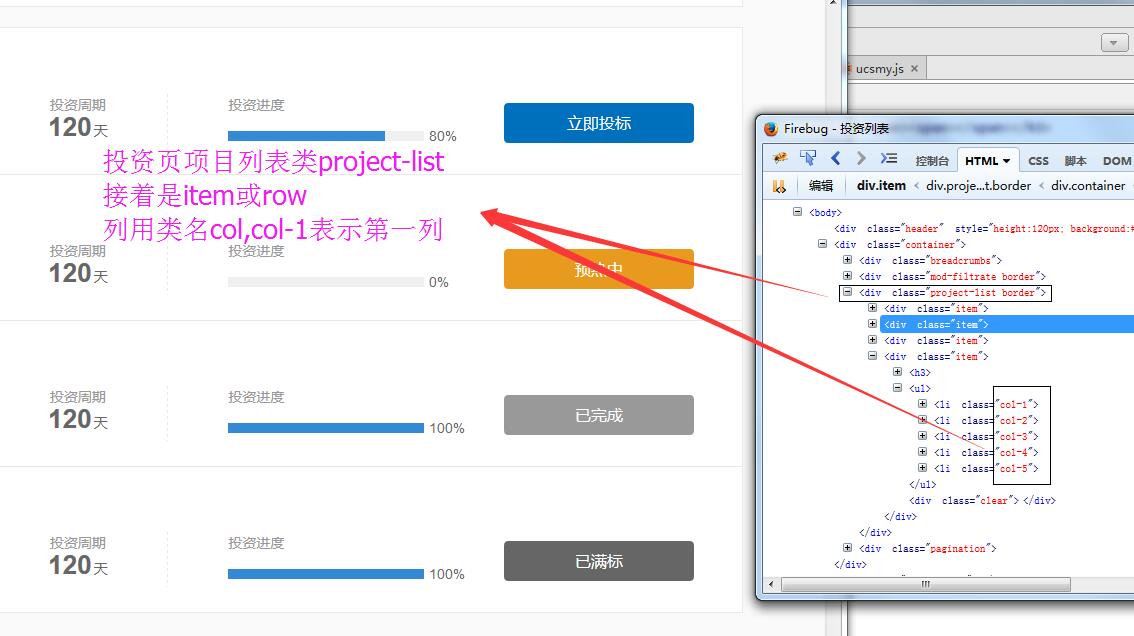 投资周期
120天
投资进度
80%
立即投标
投资页项目列表类project-list
接着是item或row
列用类名col,col-1表示第一列
投资周期
120天
投资进度
0%
预热中
投资周期
120天
投资进度
100%
已完成
投资周期
120天
投资进度
100%
已满标
ucsmy.js ×
Firebug - 投资列表
控制台 HTML CSS 脚本 DOM
编辑 div.item < div.proje...t.border < div.container
<body>
<div class="header" style="height:120px; background:#
<div class="container">
<div class="breadcrumbs">
<div class="mod-filtrate border">
<div class="project-list border">
<div class="item">
<div class="item">
<div class="item">
<div class="item">
<h3>
<ul>
<li class="col-1">
<li class="col-2">
<li class="col-3">
<li class="col-4">
<li class="col-5">
</ul>
<div class="clear"> </div>
</div>
</div>
<div class="pagination">
</div>